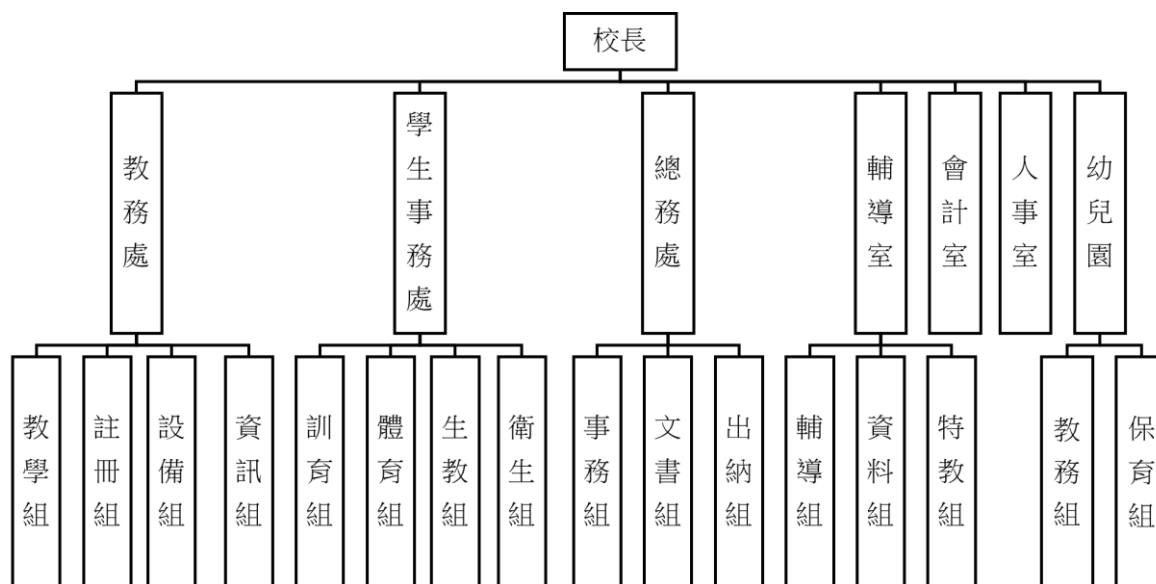 校長
教務處
學生事務處
總務處
輔導室
會計室
人事室
幼兒園
教學組
註冊組
設備組
資訊組
訓育組
體育組
生教組
衛生組
事務組
文書組
出納組
輔導組
資料組
特教組
教務組
保育組